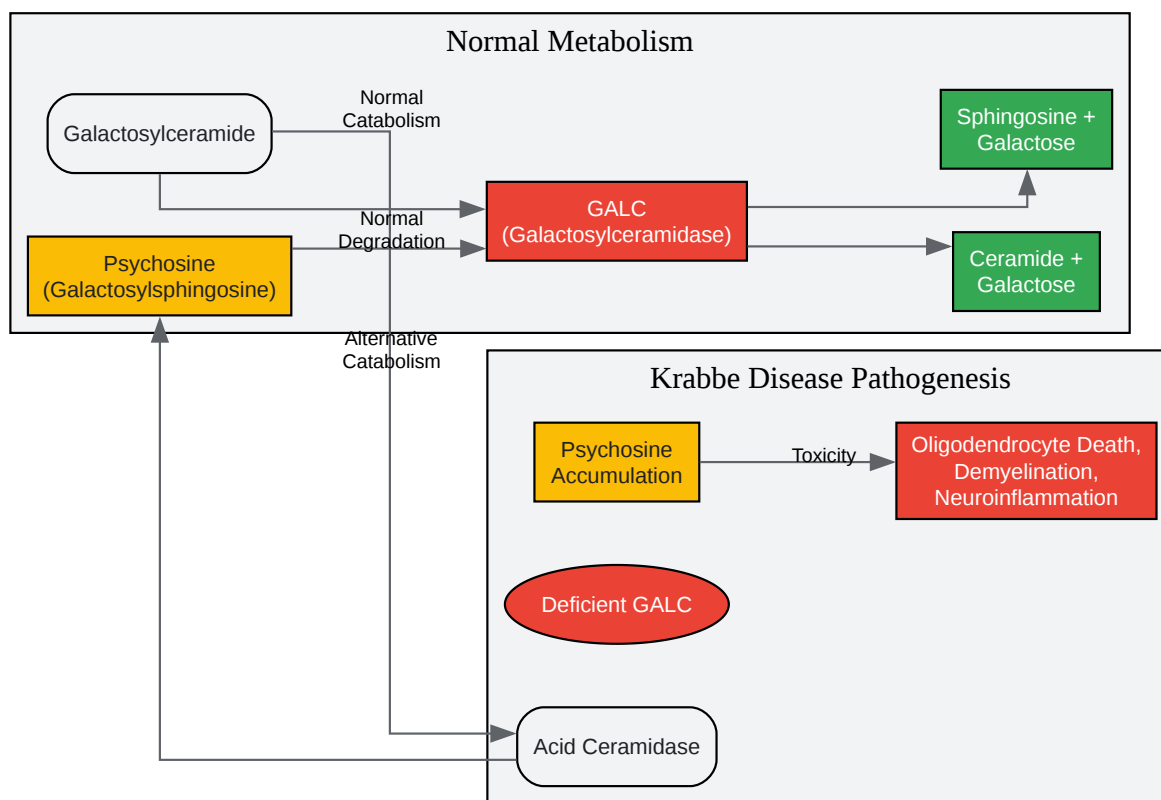 Normal Metabolism
Normal
Catabolism
Galactosylceramide
Sphingosine +
Galactose
GALC
(Galactosylceramidase)
Normal
Degradation
Psychosine
(Galactosylsphingosine)
Ceramide +
Galactose
Alternative
Catabolism
Krabbe Disease Pathogenesis
Psychosine
Accumulation
Toxicity
Oligodendrocyte Death,
Demyelination,
Neuroinflammation
Deficient GALC
Acid Ceramidase